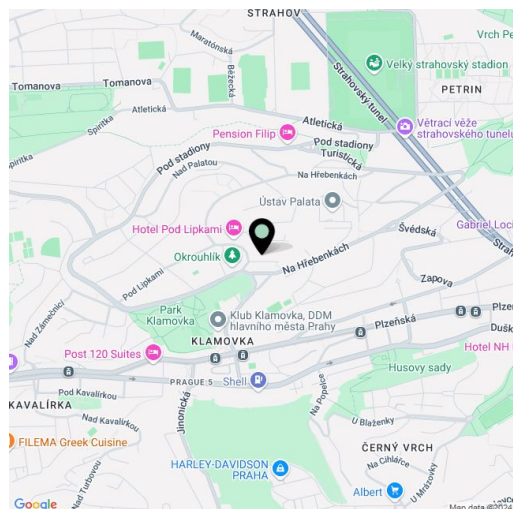 STRAHOV
Maratónská
Běžecká
Velký strahovský stadion
Strahovský tunel
Vrch Pe
PETRIN
Tomanova
Tomanova
Atletická
Spiritka
Spiritka
Pension Filip
Atletická
Větrací věže
strahovského tunelu
Pod stadiony
Pod stadiony
Turistická
Nad Palatou
Na Hřebenkách
Ústav Palata
Gabriel Loci
Švédská
Hotel Pod Lipkami
Okrouhlík
Na Hřebenkách
Strahovský
Pod Lipkami
Zapova
Nad Zámečnicí
Park
Klamovka
Klub Klamovka, DDM
hlavního města Prahy
Plzeňská
Plze
Dušk
KLAMOVKA
Post 120 Suites
Hotel NH
Husovy sady
PRAGUE 5
Shell
Pod Kavalírkou
Na Popelce
KAVALÍRKA
Nad Kavalírkou
Jinonická
U Blaženky
FILEMA Greek Cuisine
ČERNÝ VRCH
Na Cihlářce
Nad Turbovou
HARLEY-DAVIDSON
PRAHA
Albert
U Mrázovky
Google
Map data ©2024